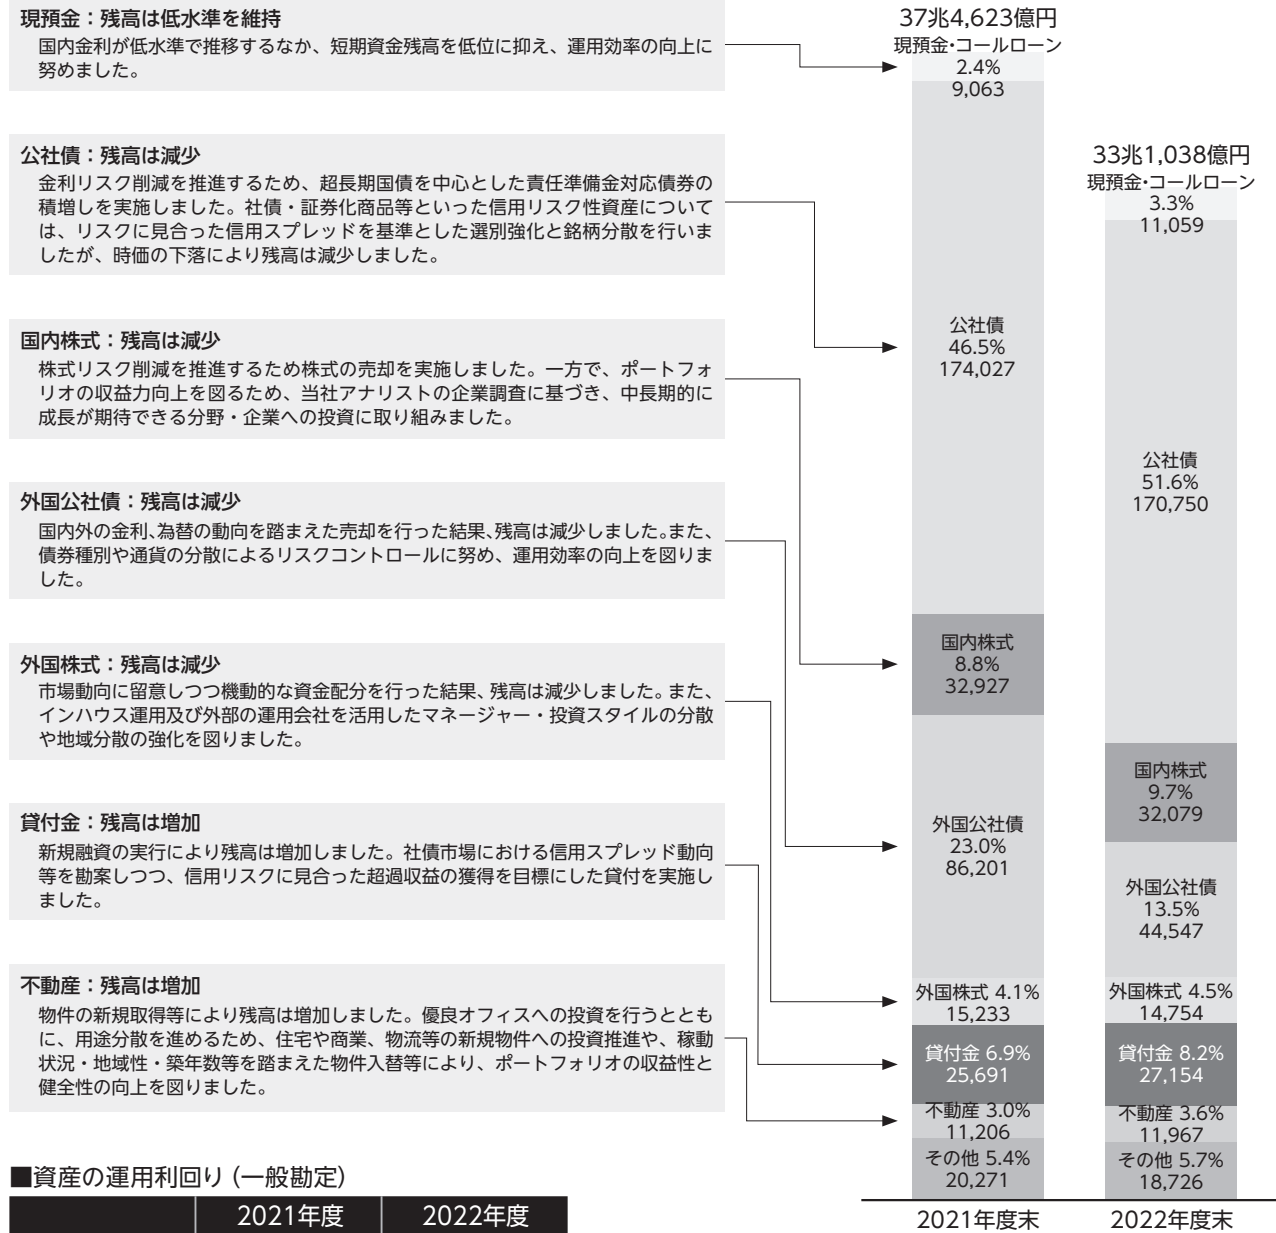 現預金：残高は低水準を維持
国内金利が低水準で推移するなか、短期資金残高を低位に抑え、運用効率の向上に
努めました。
公社債：残高は減少
金利リスク削減を推進するため、超長期国債を中心とした責任準備金対応債券の
積増しを実施しました。社債・証券化商品等といった信用リスク性資産について
は、リスクに見合った信用スプレッドを基準とした選別強化と銘柄分散を行いま
したが、時価の下落により残高は減少しました。
国内株式：残高は減少
株式リスク削減を推進するため株式の売却を実施しました。一方で、ポートフォ
リオの収益力向上を図るため、当社アナリストの企業調査に基づき、中長期的に
成長が期待できる分野・企業への投資に取り組みました。
外国公社債：残高は減少
国内外の金利、為替の動向を踏まえた売却を行った結果、残高は減少しました。また、
債券種別や通貨の分散によるリスクコントロールに努め、運用効率の向上を図りま
した。
外国株式：残高は減少
市場動向に留意しつつ機動的な資金配分を行った結果、残高は減少しました。また、
インハウス運用及び外部の運用会社を活用したマネージャー・投資スタイルの分散
や地域分散の強化を図りました。
貸付金：残高は増加
新規融資の実行により残高は増加しました。社債市場における信用スプレッド動向
等を勘案しつつ、信用リスクに見合った超過収益の獲得を目標にした貸付を実施し
ました。
不動産：残高は増加
物件の新規取得等により残高は増加しました。優良オフィスへの投資を行うととも
に、用途分散を進めるため、住宅や商業、物流等の新規物件への投資推進や、稼動
状況・地域性・築年数等を踏まえた物件入替等により、ポートフォリオの収益性と
健全性の向上を図りました。
37兆4,623億円
現預金・コールローン
2.4%
9,063
公社債
46.5%
174,027
国内株式
8.8%
32,927
外国公社債
23.0%
86,201
外国株式 4.1%
15,233
貸付金 6.9%
25,691
不動産 3.0%
11,206
その他 5.4%
20,271
2021年度末
33兆1,038億円
現預金・コールローン
3.3%
11,059
公社債
51.6%
170,750
国内株式
9.7%
32,079
外国公社債
13.5%
44,547
外国株式 4.5%
14,754
貸付金 8.2%
27,154
不動産 3.6%
11,967
その他 5.7%
18,726
2022年度末
■資産の運用利回り（一般勘定）
2021年度 2022年度